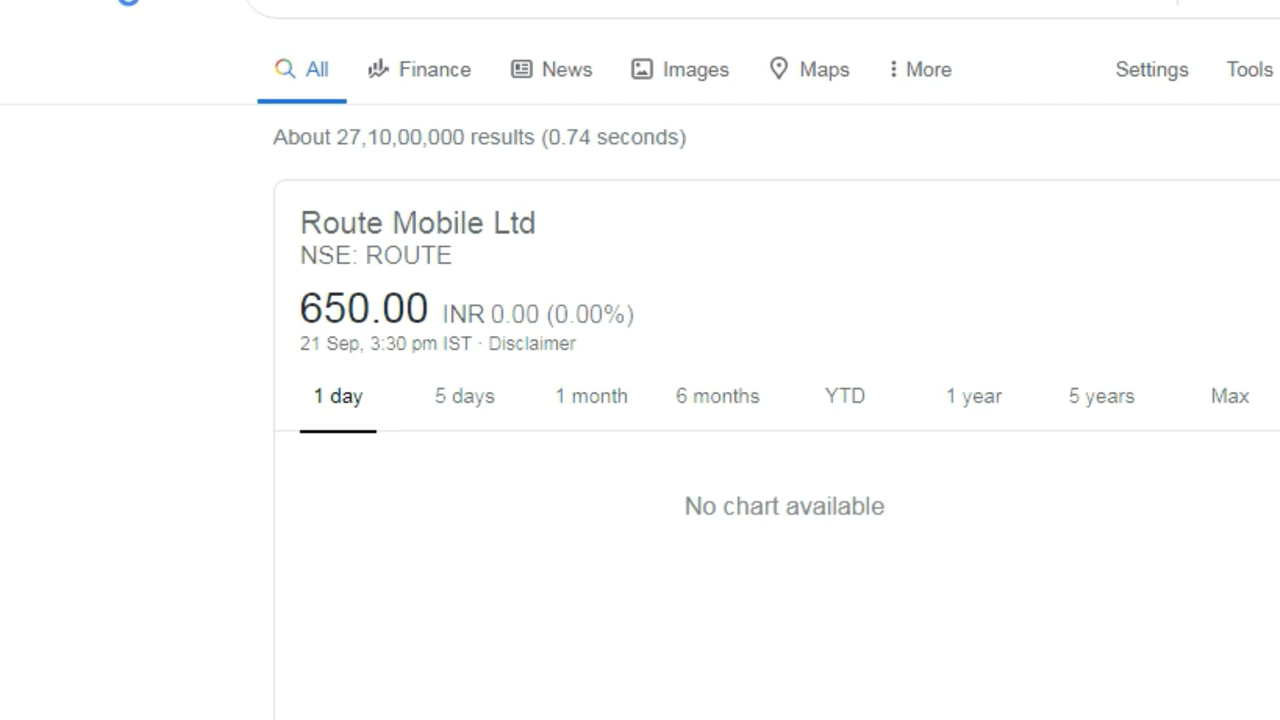 All Finance News Images Maps More Settings Tools
About 27,10,00,000 results (0.74 seconds)
Route Mobile Ltd
NSE: ROUTE
650.00 INR 0.00 (0.00%)
21 Sep, 3:30 pm IST · Disclaimer
1 day 5 days 1 month 6 months YTD 1 year 5 years Max
No chart available